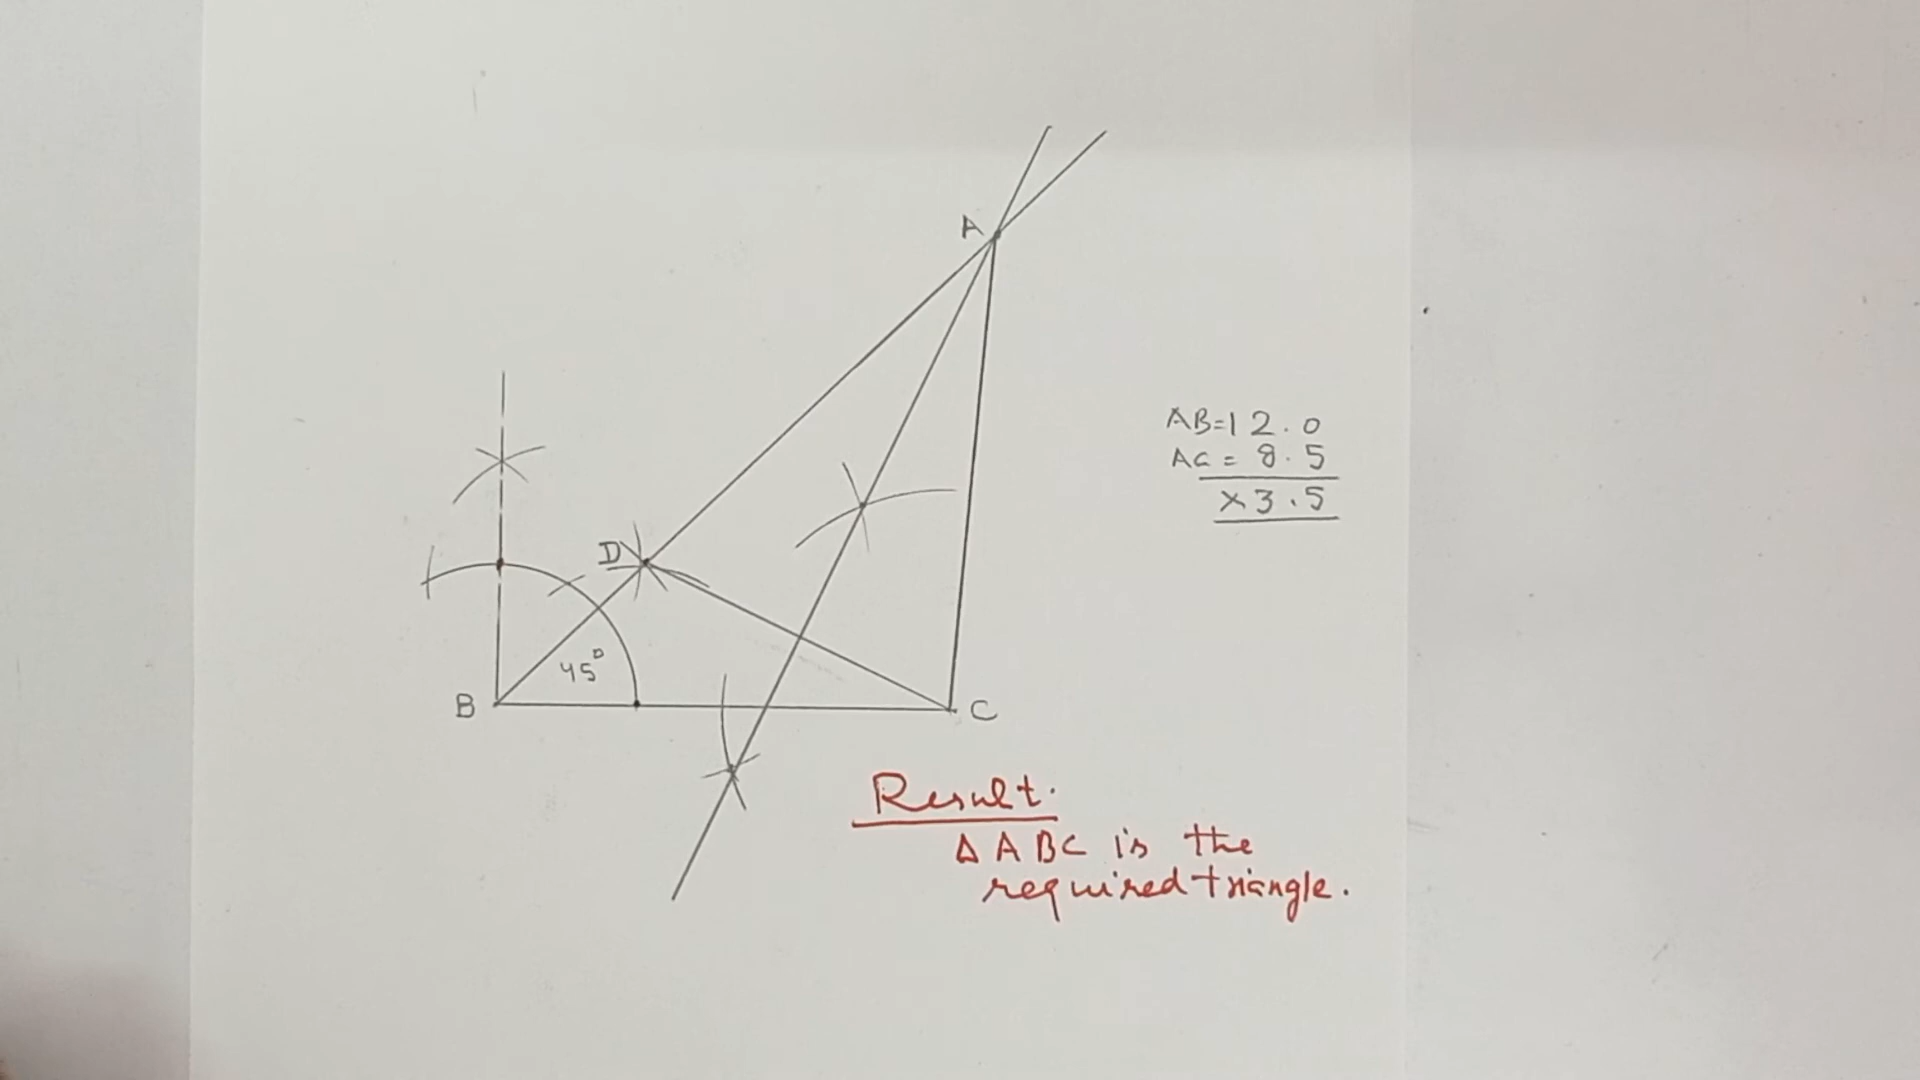 A
AB=12.0
AC = 8.5
×3.5
D
45°
B
C
Result.
Δ ABC is the
required triangle.